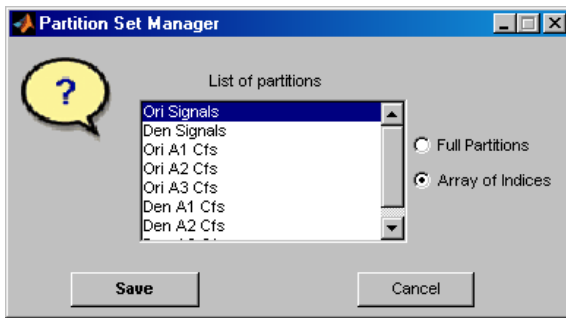 Partition Set Manager
?
List of partitions
Ori Signals
Den Signals
Ori A1 Cfs
Ori A2 Cfs
Ori A3 Cfs
Den A1 Cfs
Den A2 Cfs
Full Partitions
Array of Indices
Save
Cancel